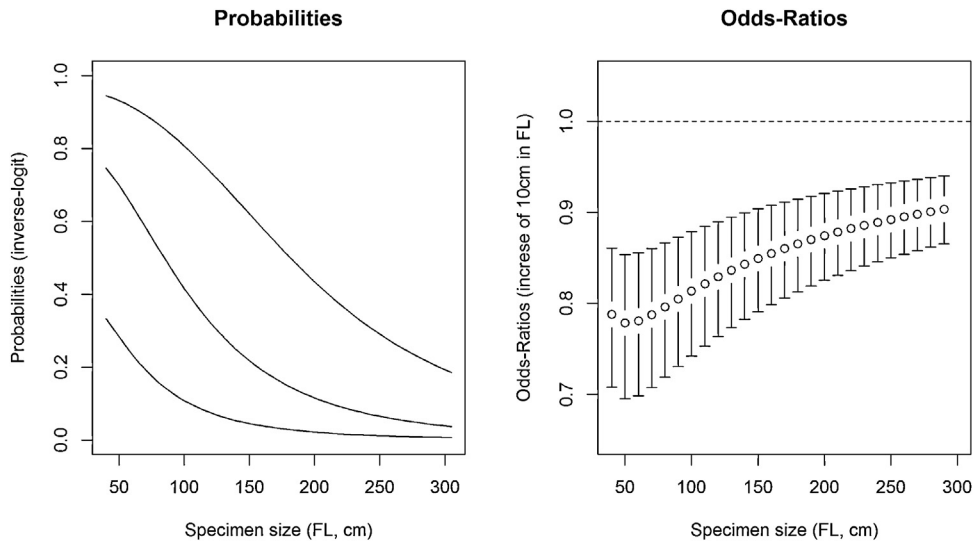 Probabilities
Probabilities (inverse-logit)
1.0
0.8
0.6
0.4
0.2
0.0
50 100 150 200 250 300
Specimen size (FL, cm)
Odds-Ratios
Odds-Ratios (increse of 10cm in FL)
1.0
0.9
0.8
0.7
50 100 150 200 250 300
Specimen size (FL, cm)